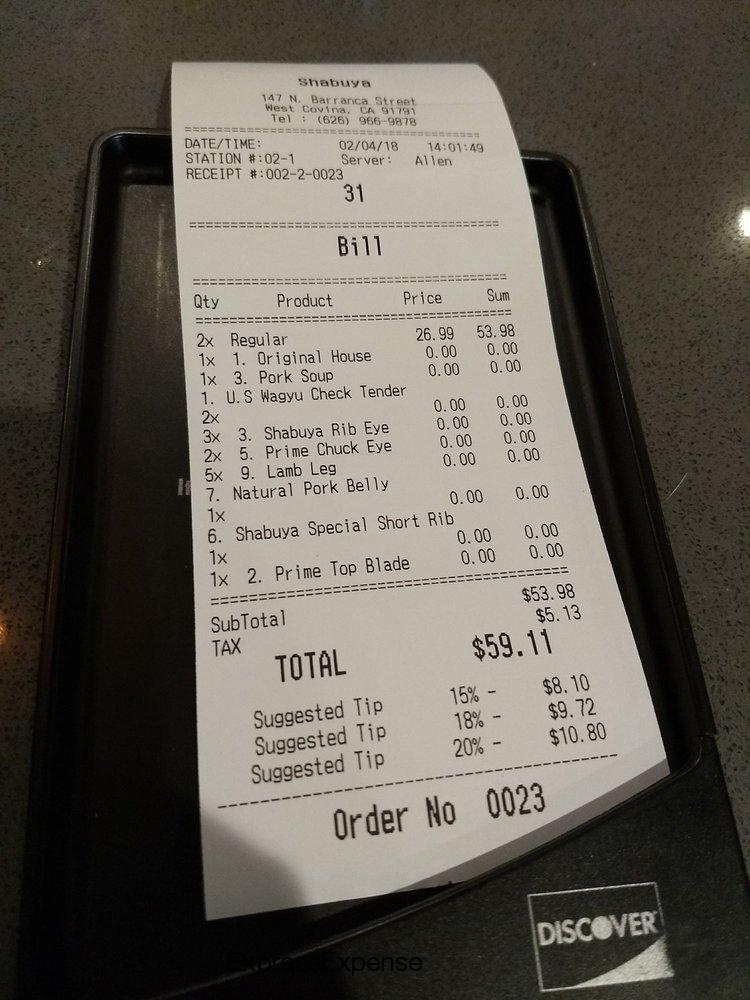 Shabuya
147 N. Barranca Street
West Covina, CA 91791
Tel : (626) 966-9878
================================================
DATE/TIME: 02/04/18 14:01:49
STATION #:02-1 Server: Allen
RECEIPT #:002-2-0023
31
================================================
Bill
================================================
Qty Product Price Sum
================================================
2x Regular 26.99 53.98
1x 1. Original House 0.00 0.00
1x 3. Pork Soup 0.00 0.00
1. U.S Wagyu Check Tender
2x 0.00 0.00
3x 3. Shabuya Rib Eye 0.00 0.00
2x 5. Prime Chuck Eye 0.00 0.00
5x 9. Lamb Leg 0.00 0.00
7. Natural Pork Belly
1x 0.00 0.00
6. Shabuya Special Short Rib
1x 0.00 0.00
1x 2. Prime Top Blade 0.00 0.00
================================================
SubTotal $53.98
TAX $5.13
TOTAL $59.11
Suggested Tip 15% - $8.10
Suggested Tip 18% - $9.72
Suggested Tip 20% - $10.80
------------------------------------------------
Order No 0023
DISCOVER
ExpressExpense